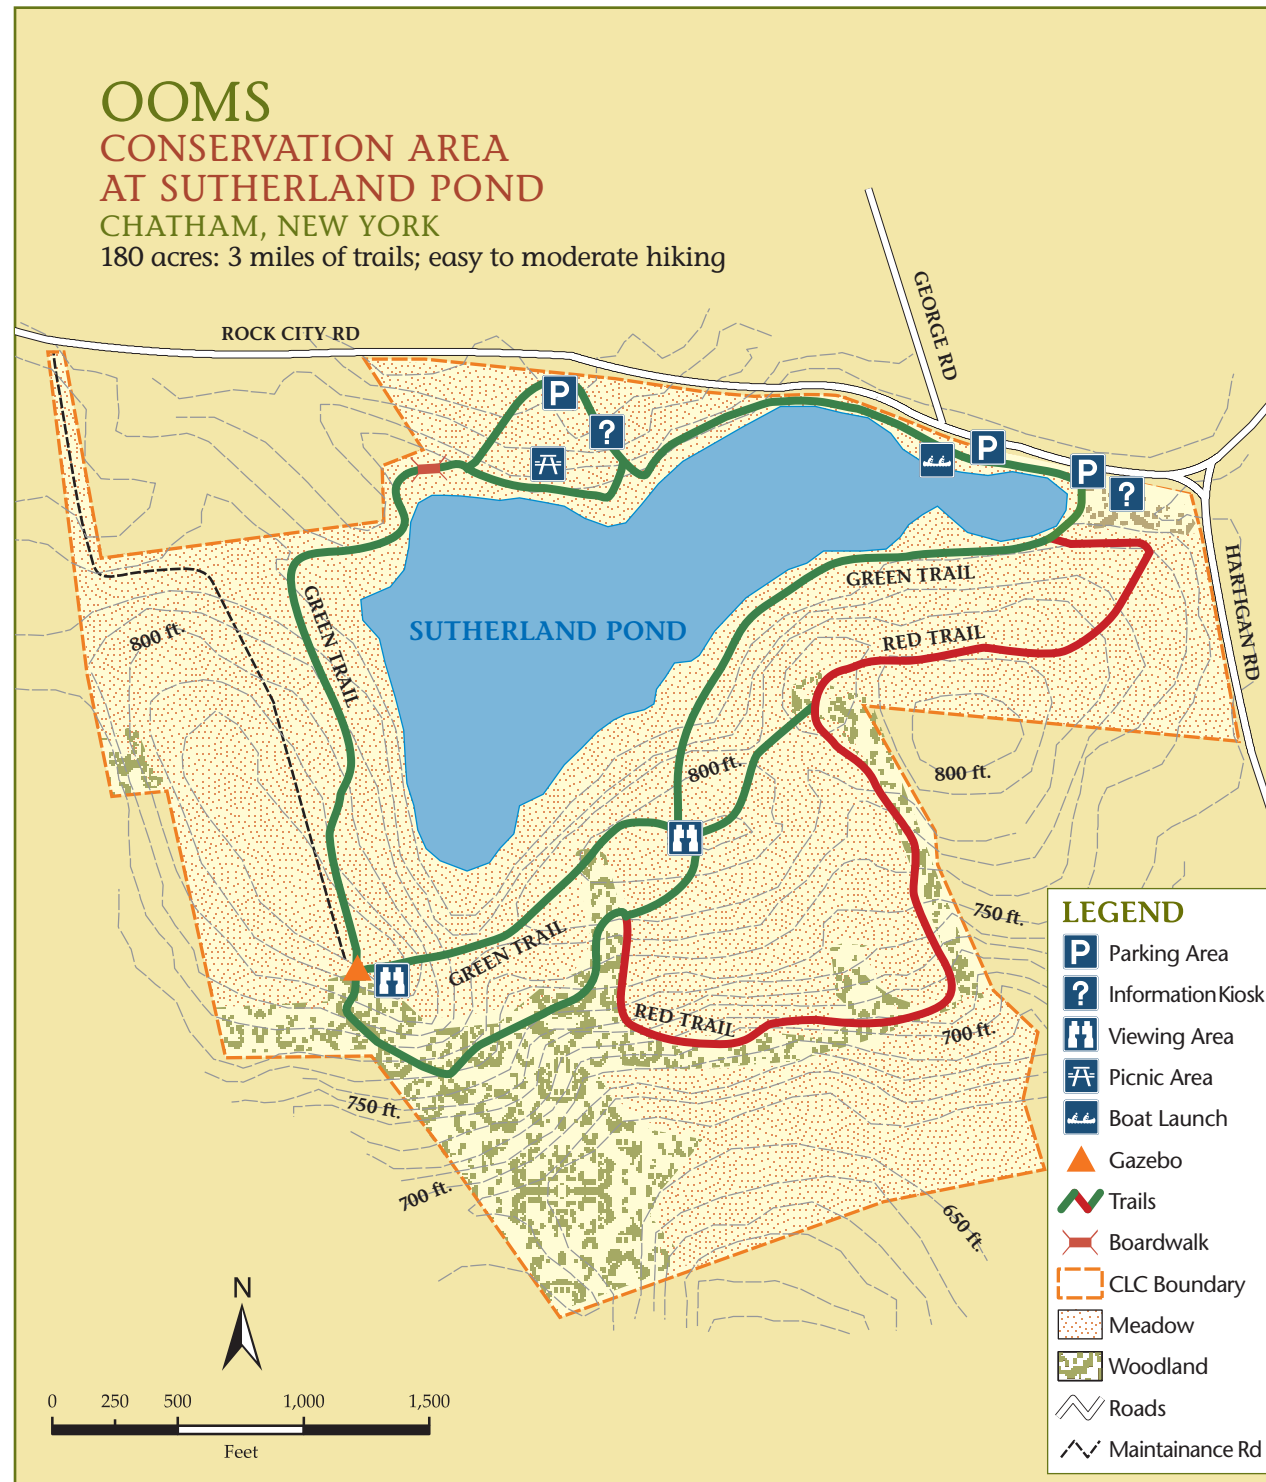 OOMS
CONSERVATION AREA
AT SUTHERLAND POND
CHATHAM, NEW YORK
180 acres: 3 miles of trails; easy to moderate hiking
ROCK CITY RD
GEORGE RD
P
?
P
P
?
HARTIGAN RD
GREEN TRAIL
GREEN TRAIL
SUTHERLAND POND
RED TRAIL
800 ft.
800 ft.
800 ft.
750 ft.
GREEN TRAIL
RED TRAIL
700 ft.
750 ft.
700 ft.
650 ft.
LEGEND
P Parking Area
? Information Kiosk
Viewing Area
Picnic Area
Boat Launch
Gazebo
Trails
Boardwalk
CLC Boundary
Meadow
Woodland
Roads
Maintainance Rd
N
0 250 500 1,000 1,500
Feet